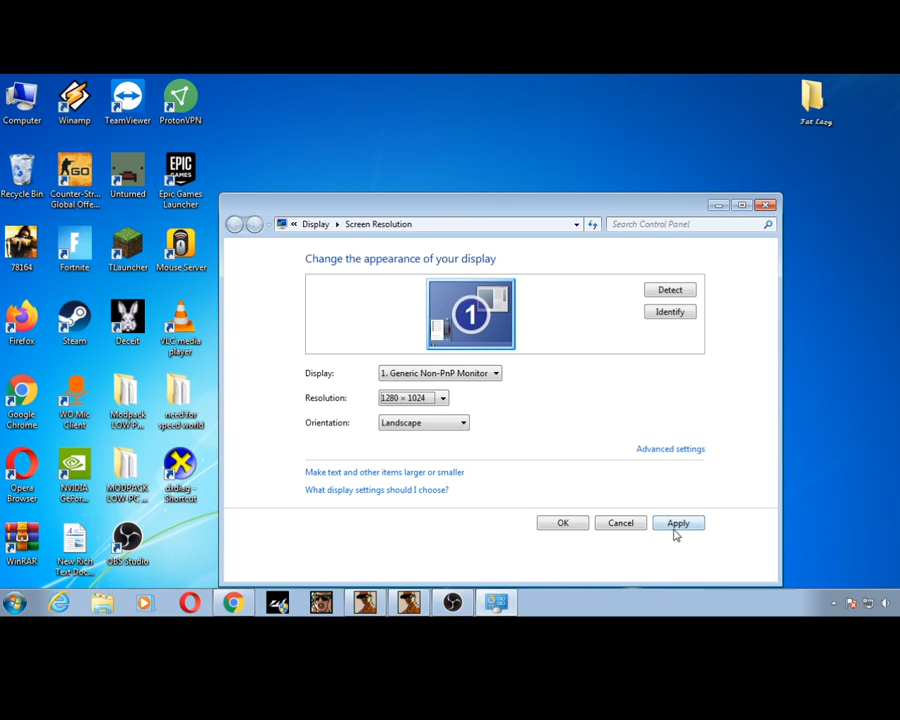 Computer
Winamp
TeamViewer
ProtonVPN
Far Lazy
Recycle Bin
Counter-Str...
Global Offe...
Unturned
EPIC
GAMES
Epic Games
Launcher
GO
78164
Fortnite
TLauncher
Mouse Server
Firefox
Steam
Deceit
VLC media
player
Google
Chrome
WO Mic
Client
Modpack
LOW P...
need for
speed world
Opera
Browser
NVIDIA
GeFor...
MODPACK
LOW-PC ...
dxdiag -
Shortcut
WinRAR
New Rich
Text Doc...
OBS Studio
« Display Screen Resolution
Search Control Panel
Change the appearance of your display
1
Detect
Identify
Display: 1. Generic Non-PnP Monitor
Resolution: 1280 × 1024
Orientation: Landscape
Advanced settings
Make text and other items larger or smaller
What display settings should I choose?
OK Cancel Apply